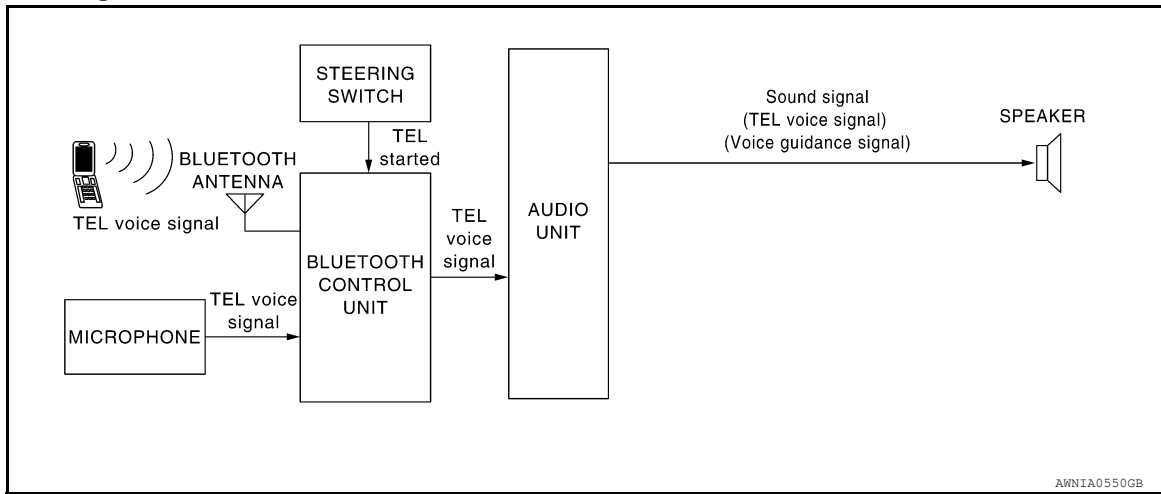 STEERING
SWITCH
TEL
started
BLUETOOTH
ANTENNA
TEL voice signal
BLUETOOTH
CONTROL
UNIT
TEL voice
signal
MICROPHONE
TEL
voice
signal
AUDIO
UNIT
Sound signal
(TEL voice signal)
(Voice guidance signal)
SPEAKER
AWNIA0550GB